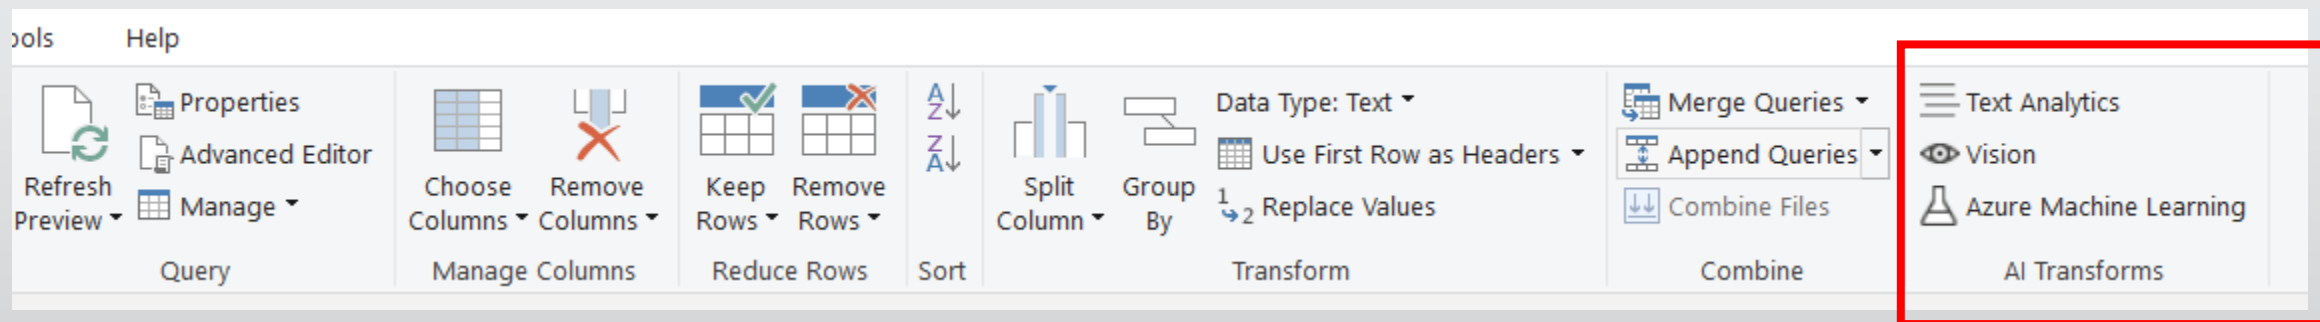 ools Help
Refresh Preview
Properties
Advanced Editor
Manage
Query
Choose Columns
Remove Columns
Manage Columns
Keep Rows
Remove Rows
Reduce Rows
A Z
Z A
Sort
Split Column
Group By
Data Type: Text
Use First Row as Headers
1 2 Replace Values
Transform
Merge Queries
Append Queries
Combine Files
Combine
Text Analytics
Vision
Azure Machine Learning
AI Transforms